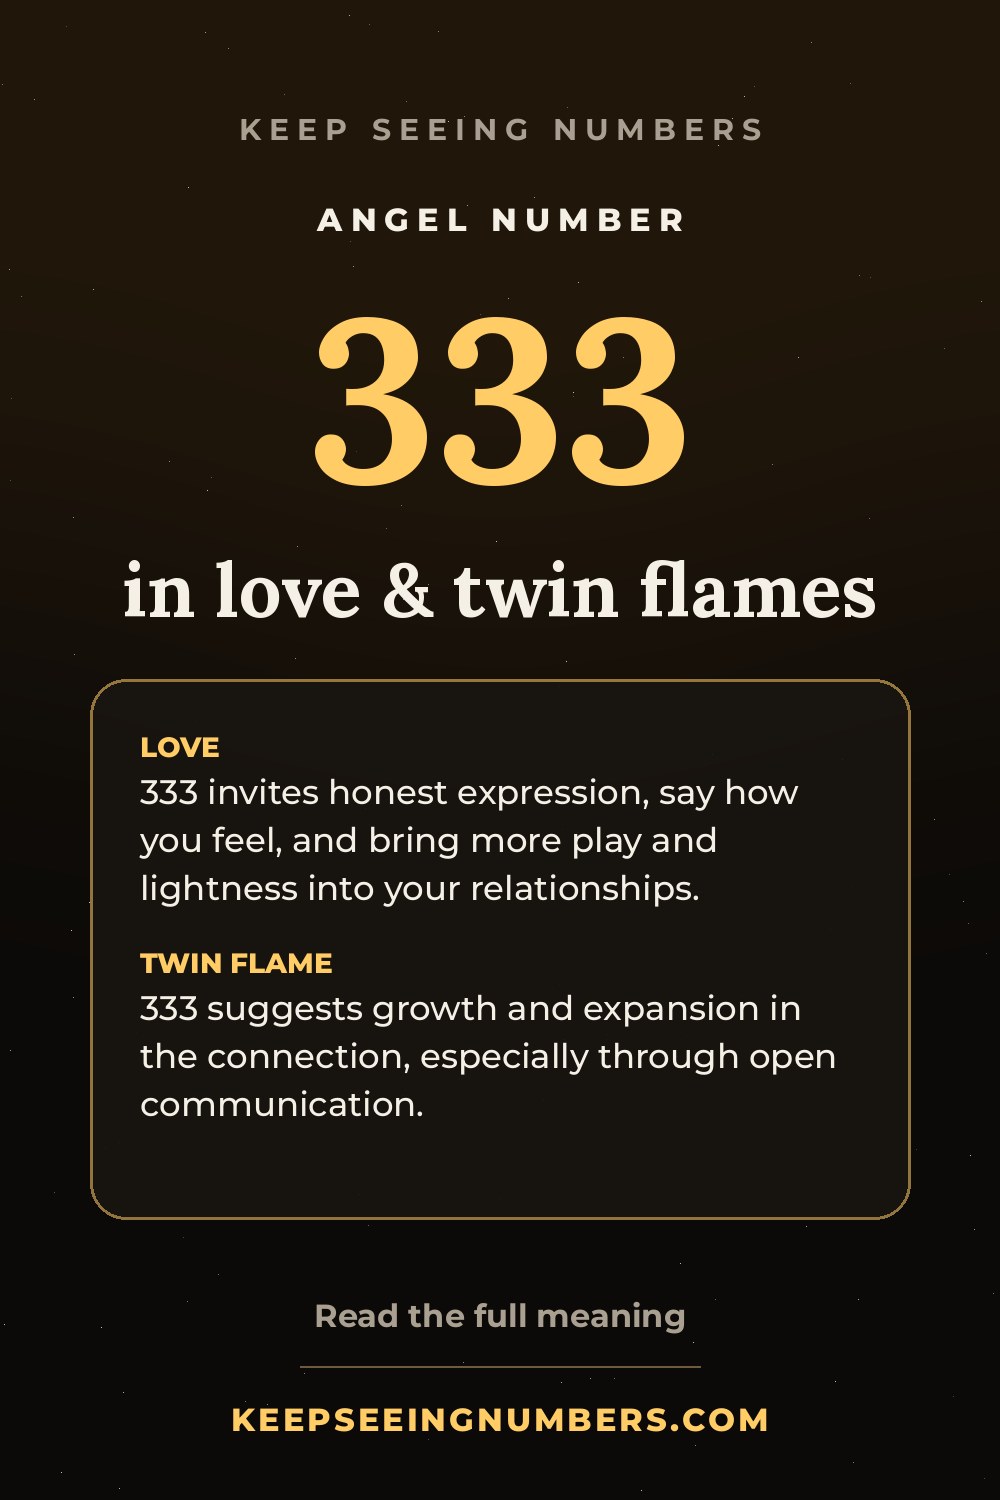 KEEP SEEING NUMBERS
ANGEL NUMBER
333
in love & twin flames
LOVE
333 invites honest expression, say how
you feel, and bring more play and
lightness into your relationships.
TWIN FLAME
333 suggests growth and expansion in
the connection, especially through open
communication.
Read the full meaning
KEEPSEEINGNUMBERS.COM